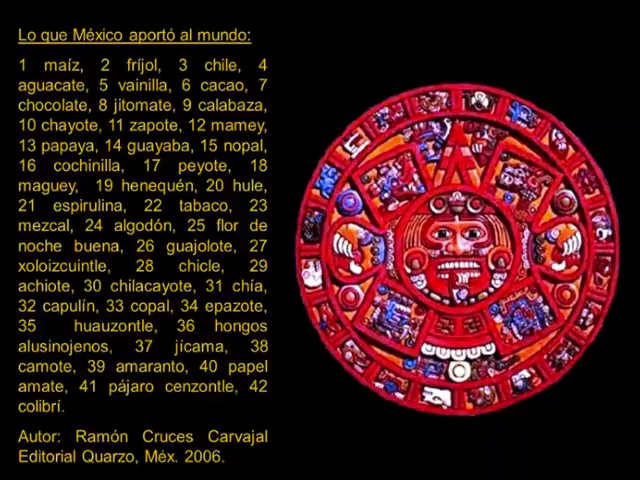 Lo que México aportó al mundo:
1 maíz, 2 fríjol, 3 chile, 4
aguacate, 5 vainilla, 6 cacao, 7
chocolate, 8 jitomate, 9 calabaza,
10 chayote, 11 zapote, 12 mamey,
13 papaya, 14 guayaba, 15 nopal,
16 cochinilla, 17 peyote, 18
maguey, 19 henequén, 20 hule,
21 espirulina, 22 tabaco, 23
mezcal, 24 algodón, 25 flor de
noche buena, 26 guajolote, 27
xoloizcuintle, 28 chicle, 29
achiote, 30 chilacayote, 31 chía,
32 capulín, 33 copal, 34 epazote,
35 huauzontle, 36 hongos
alusinojenos, 37 jícama, 38
camote, 39 amaranto, 40 papel
amate, 41 pájaro cenzontle, 42
colibrí.
Autor: Ramón Cruces Carvajal
Editorial Quarzo, Méx. 2006.